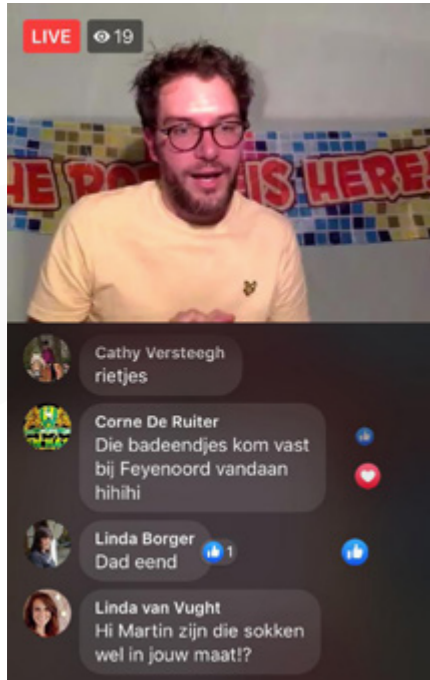 LIVE 19
HE PARTY IS HERE!
Cathy Versteegh
rietjes
Corne De Ruiter
Die badeendjes kom vast
bij Feyenoord vandaan
hihihi
Linda Borger
Dad eend
1
Linda van Vught
Hi Martin zijn die sokken
wel in jouw maat!?